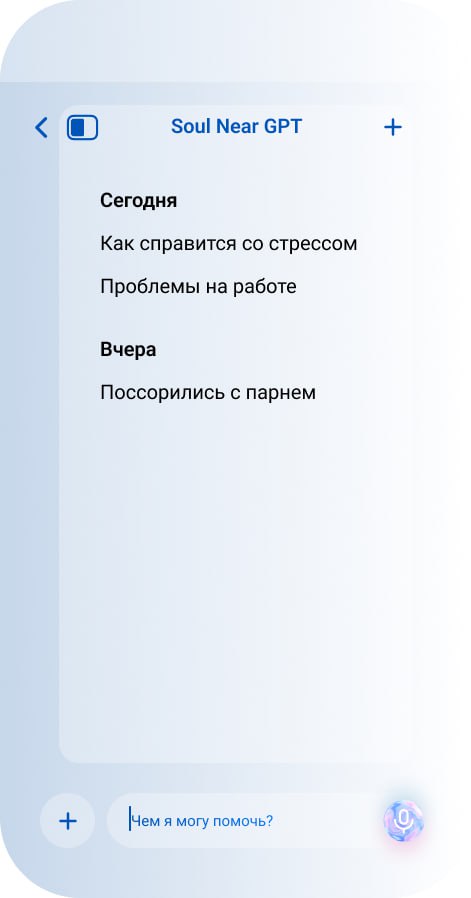 Soul Near GPT
Сегодня
Как справится со стрессом
Проблемы на работе
Вчера
Поссорились с парнем
Чем я могу помочь?